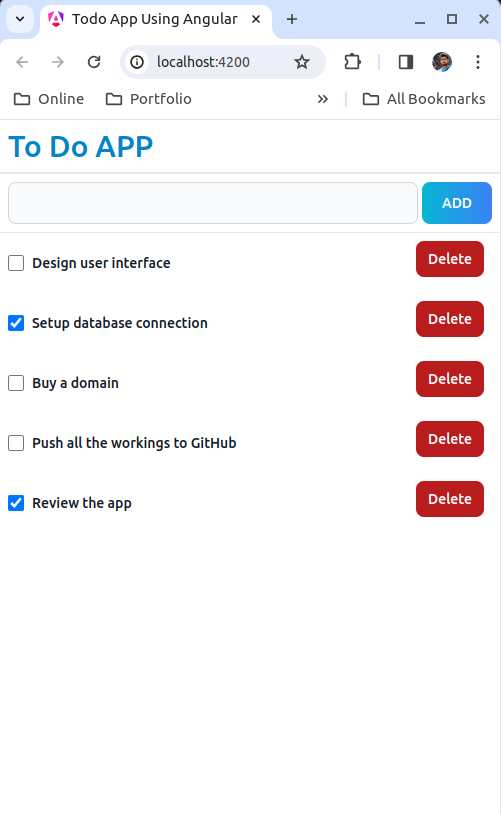 Todo App Using Angular
localhost:4200
Online Portfolio All Bookmarks
To Do APP
ADD
Design user interface Delete
Setup database connection Delete
Buy a domain Delete
Push all the workings to GitHub Delete
Review the app Delete